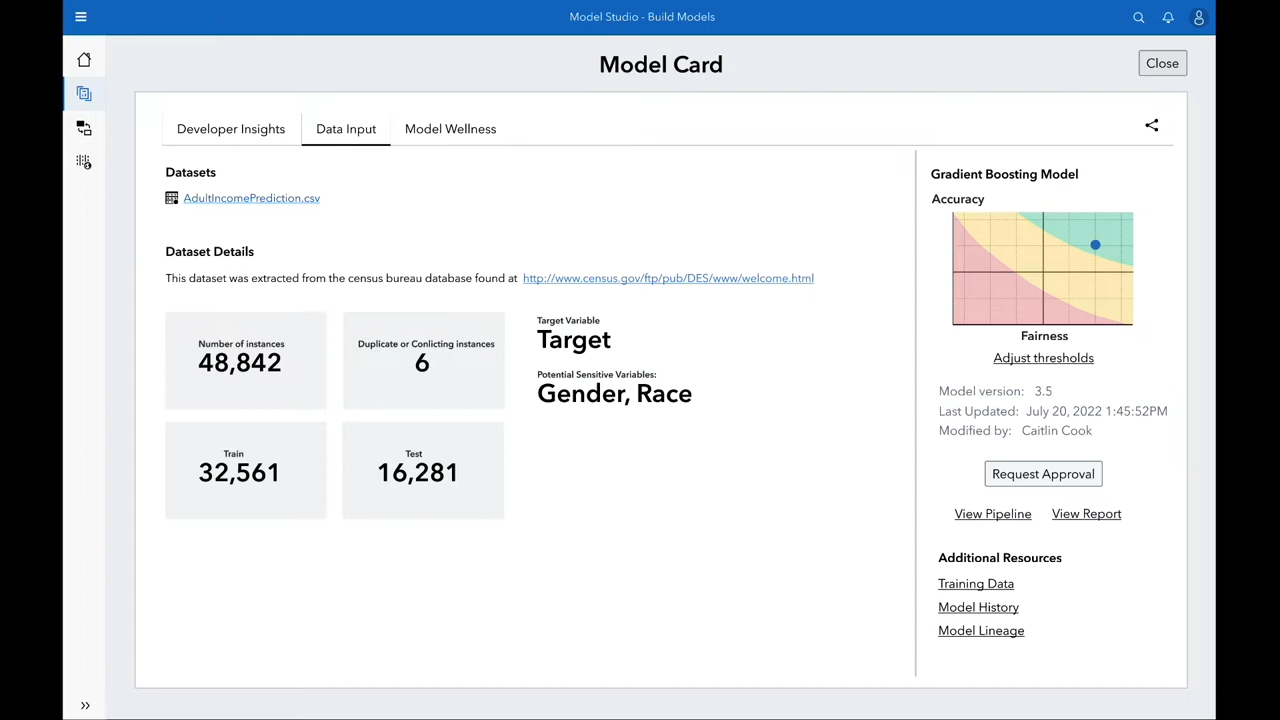 Model Studio - Build Models
Model Card
Close
Developer Insights
Data Input
Model Wellness
Datasets
AdultIncomePrediction.csv
Dataset Details
This dataset was extracted from the census bureau database found at http://www.census.gov/ftp/pub/DES/www/welcome.html
Number of instances
48,842
Duplicate or Conlicting instances
6
Target Variable
Target
Potential Sensitive Variables:
Gender, Race
Train
32,561
Test
16,281
Gradient Boosting Model
Accuracy
Fairness
Adjust thresholds
Model version: 3.5
Last Updated: July 20, 2022 1:45:52PM
Modified by: Caitlin Cook
Request Approval
View Pipeline View Report
Additional Resources
Training Data
Model History
Model Lineage